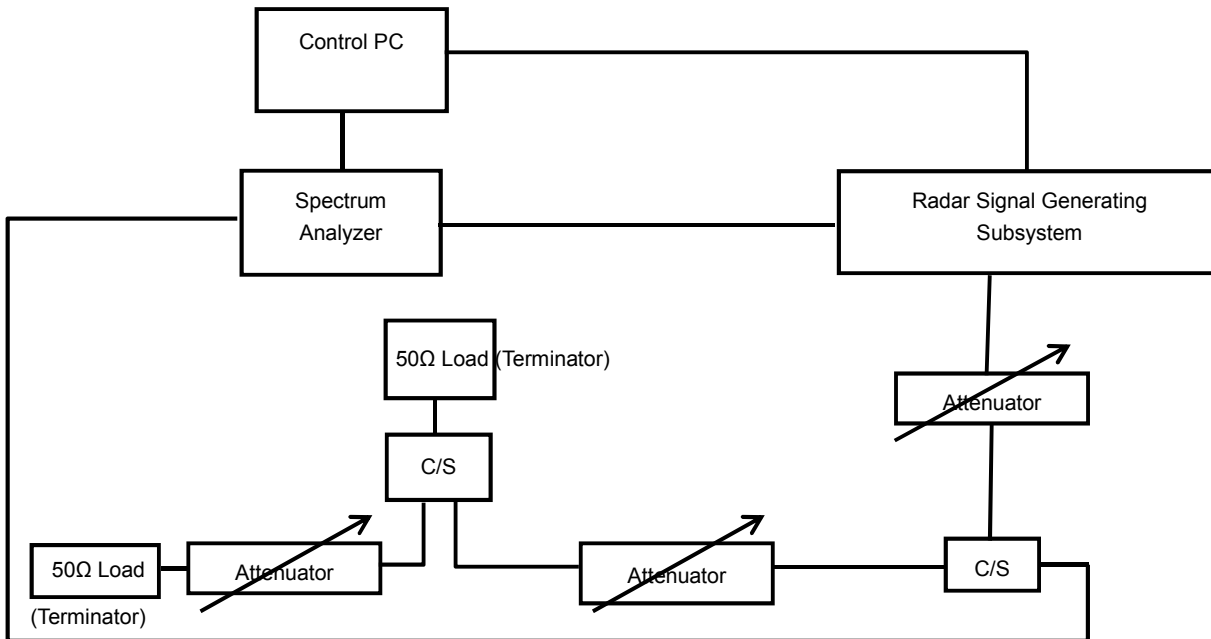 Control PC
Spectrum
Analyzer
Radar Signal Generating
Subsystem
50Ω Load (Terminator)
Attenuator
C/S
50Ω Load
(Terminator)
Attenuator
Attenuator
C/S